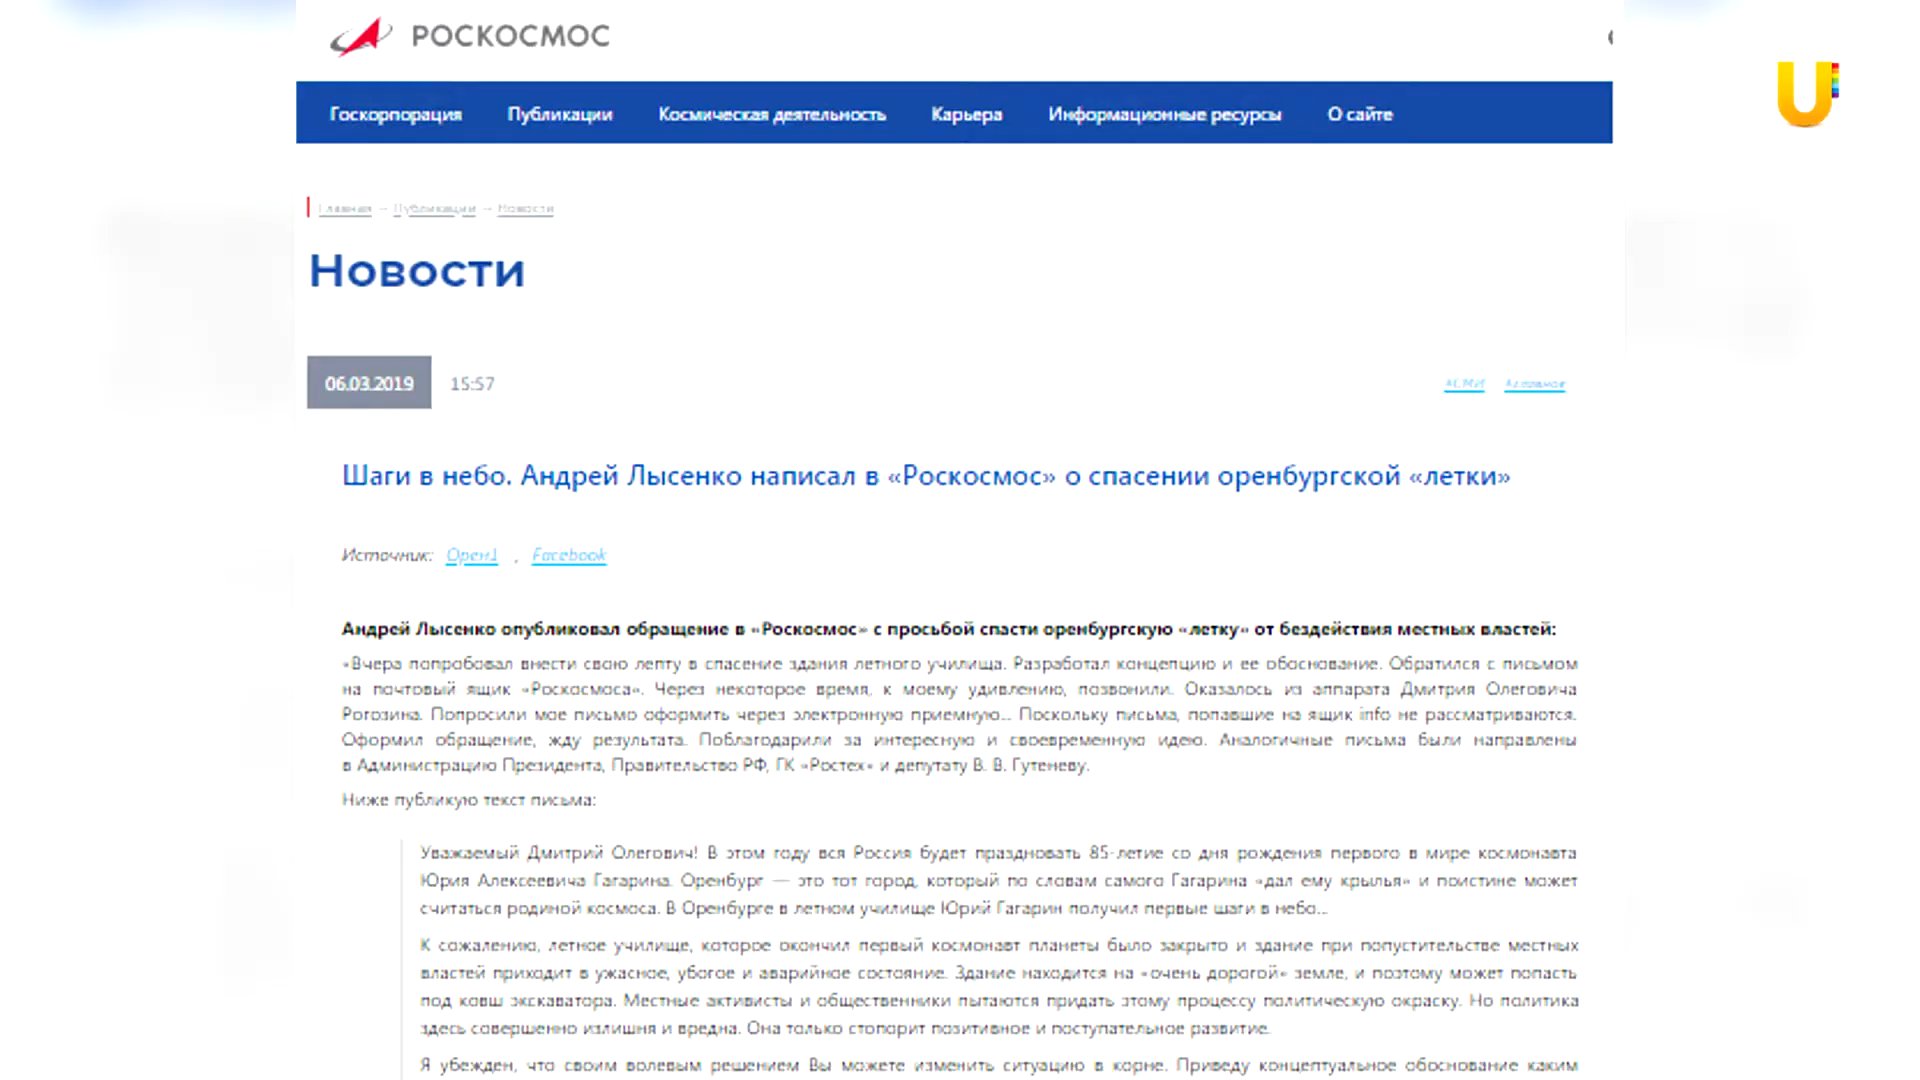 РОСКОСМОС
Госкорпорация Публикации Космическая деятельность Карьера Информационные ресурсы О сайте
Главная → Публикации → Новости
Новости
06.03.2019 15:57
#СМИ #главное
Шаги в небо. Андрей Лысенко написал в «Роскосмос» о спасении оренбургской «летки»
Источник: Орен1 , Facebook
Андрей Лысенко опубликовал обращение в «Роскосмос» с просьбой спасти оренбургскую «летку» от бездействия местных властей:
«Вчера попробовал внести свою лепту в спасение здания летного училища. Разработал концепцию и ее обоснование. Обратился с письмом
на почтовый ящик «Роскосмоса». Через некоторое время, к моему удивлению, позвонили. Оказалось из аппарата Дмитрия Олеговича
Рогозина. Попросили мое письмо оформить через электронную приемную... Поскольку письма, попавшие на ящик info не рассматриваются.
Оформил обращение, жду результата. Поблагодарили за интересную и своевременную идею. Аналогичные письма были направлены
в Администрацию Президента, Правительство РФ, ГК «Ростех» и депутату В. В. Гутеневу.
Ниже публикую текст письма:
Уважаемый Дмитрий Олегович! В этом году вся Россия будет праздновать 85-летие со дня рождения первого в мире космонавта
Юрия Алексеевича Гагарина. Оренбург — это тот город, который по словам самого Гагарина «дал ему крылья» и поистине может
считаться родиной космоса. В Оренбурге в летном училище Юрий Гагарин получил первые шаги в небо...
К сожалению, летное училище, которое окончил первый космонавт планеты было закрыто и здание при попустительстве местных
властей приходит в ужасное, убогое и аварийное состояние. Здание находится на «очень дорогой» земле, и поэтому может попасть
под ковш экскаватора. Местные активисты и общественники пытаются придать этому процессу политическую окраску. Но политика
здесь совершенно излишня и вредна. Она только стопорит позитивное и поступательное развитие.
Я убежден, что своим волевым решением Вы можете изменить ситуацию в корне. Приведу концептуальное обоснование каким